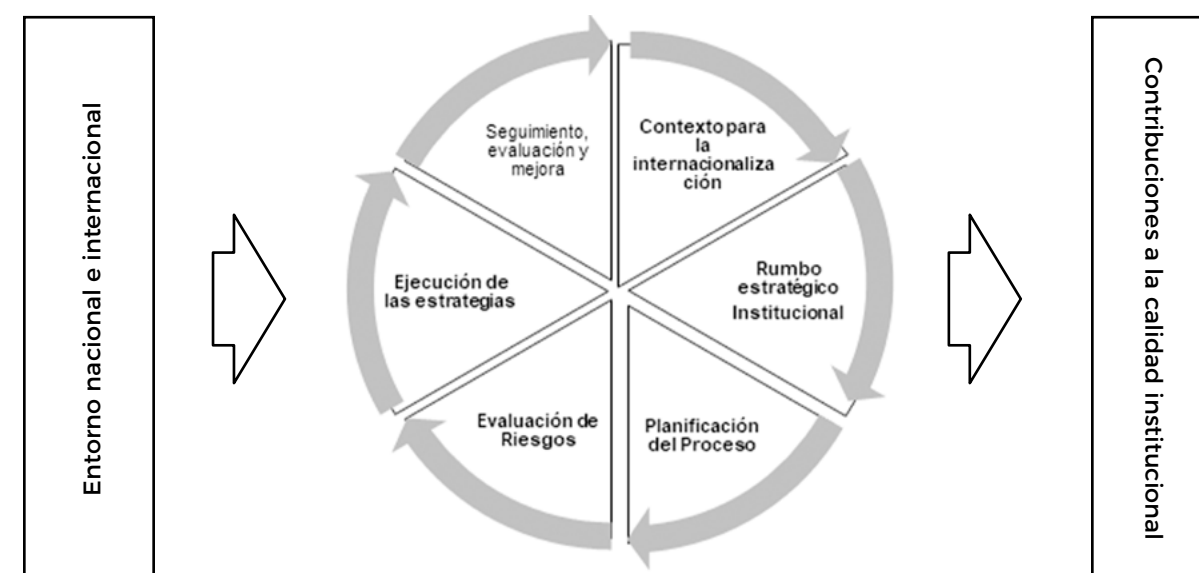 Entorno nacional e internacional
Seguimiento,
evaluación y
mejora
Contexto para
la
internacionaliza
ción
Ejecución de
las estrategias
Rumbo
estratégico
Institucional
Evaluación de
Riesgos
Planificación
del Proceso
Contribuciones a la calidad institucional